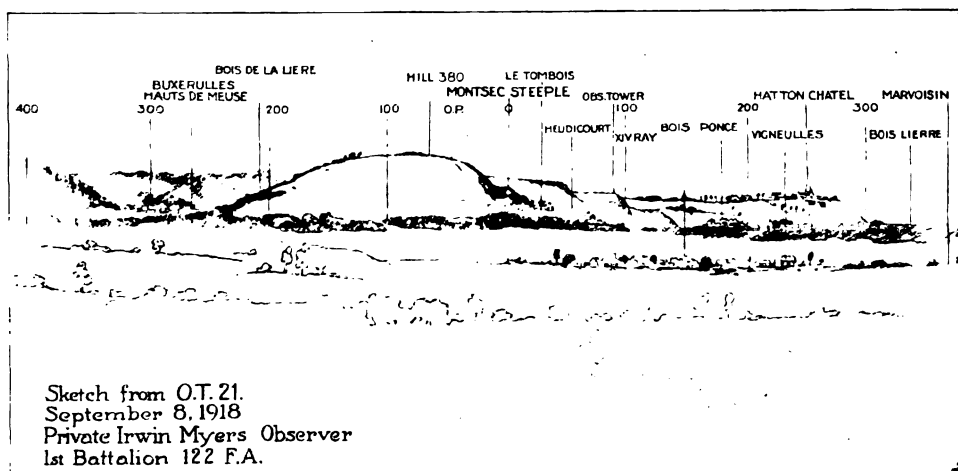 BOIS DE LA LIERE
HILL 380 LE TOMBOIS
BUXERULLES MONTSEC STEEPLE OBS. TOWER HATTON CHATEL MARVOISIN
HAUTS DE MEUSE
400 300 200 100 O.P. 0 100 200 300
HEUDICOURT XIVRAY BOIS PONCE VIGNEULLES BOIS LIERRE
Sketch from O.T. 21.
September 8, 1918
Private Irwin Myers Observer
1st Battalion 122 F.A.